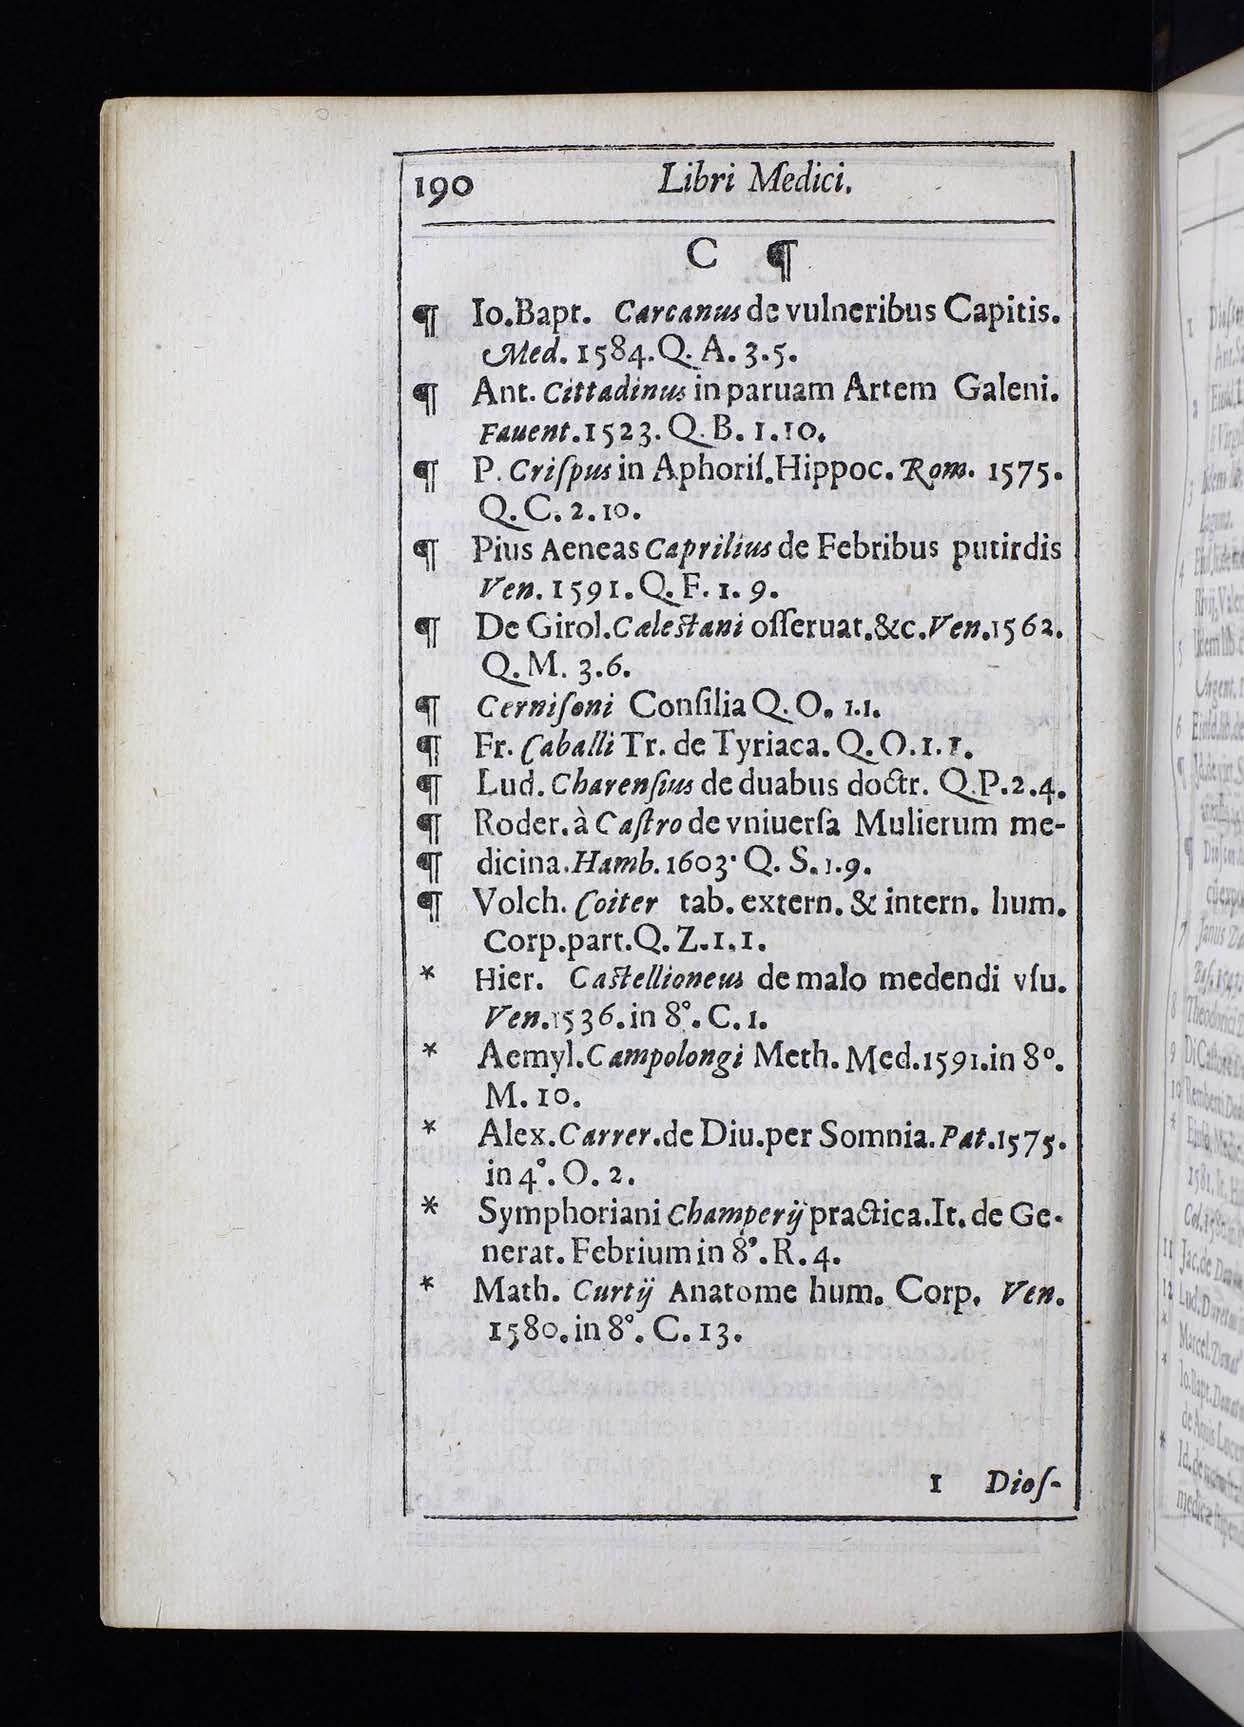 190 Libri Medici.
C ¶
¶ Io.Bapt. Carcanus de vulneribus Capitis.
Med. 1584. Q. A. 3.5.
¶ Ant. Cittadinus in paruam Artem Galeni.
Fauent. 1523. Q. B. 1.10.
¶ P. Criſpus in Aphoriſ. Hippoc. Rom. 1575.
Q. C. 2.10.
¶ Pius Aeneas Caprilius de Febribus putirdis
Ven. 1591. Q. F. 1. 9.
¶ De Girol. Cælestani oſſeruat. &c. Ven. 1562.
Q. M. 3.6.
¶ Cerniſoni Conſilia Q. O. 1.1.
¶ Fr. Caballi Tr. de Tyriaca. Q. O. 1. 1.
¶ Lud. Charenſius de duabus doctr. Q. P. 2.4.
¶ Roder. à Caſtro de vniuerſa Mulierum me-
¶ dicina. Hamb. 1603. Q. S. 1.9.
¶ Volch. Coiter tab. extern. & intern. hum.
Corp. part. Q. Z. 1.1.
* Hier. Castellioneus de malo medendi vſu.
Ven. 1536. in 8°. C. 1.
* Aemyl. Campolongi Meth. Med. 1591. in 8°.
M. 10.
* Alex. Carrer. de Diu. per Somnia. Pat. 1575.
in 4°. O. 2.
* Symphoriani Champerij practica. It. de Ge-
nerat. Febrium in 8°. R. 4.
* Math. Curtij Anatome hum. Corp. Ven.
1580. in 8°. C. 13.
1 Dioſ-